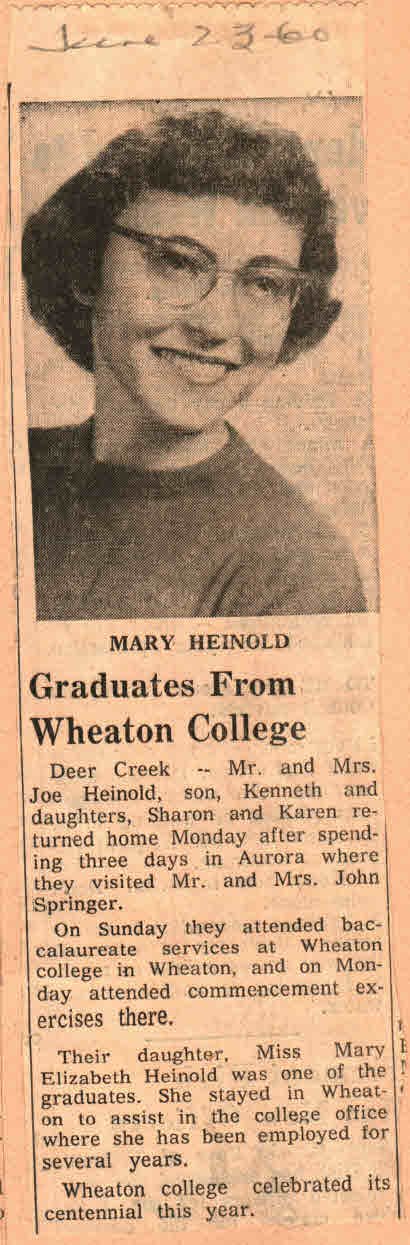 June 23-60
MARY HEINOLD
Graduates From
Wheaton College
Deer Creek -- Mr. and Mrs.
Joe Heinold, son, Kenneth and
daughters, Sharon and Karen re-
turned home Monday after spend-
ing three days in Aurora where
they visited Mr. and Mrs. John
Springer.
On Sunday they attended bac-
calaureate services at Wheaton
college in Wheaton, and on Mon-
day attended commencement ex-
ercises there.
Their daughter, Miss Mary
Elizabeth Heinold was one of the
graduates. She stayed in Wheat-
on to assist in the college office
where she has been employed for
several years.
Wheaton college celebrated its
centennial this year.